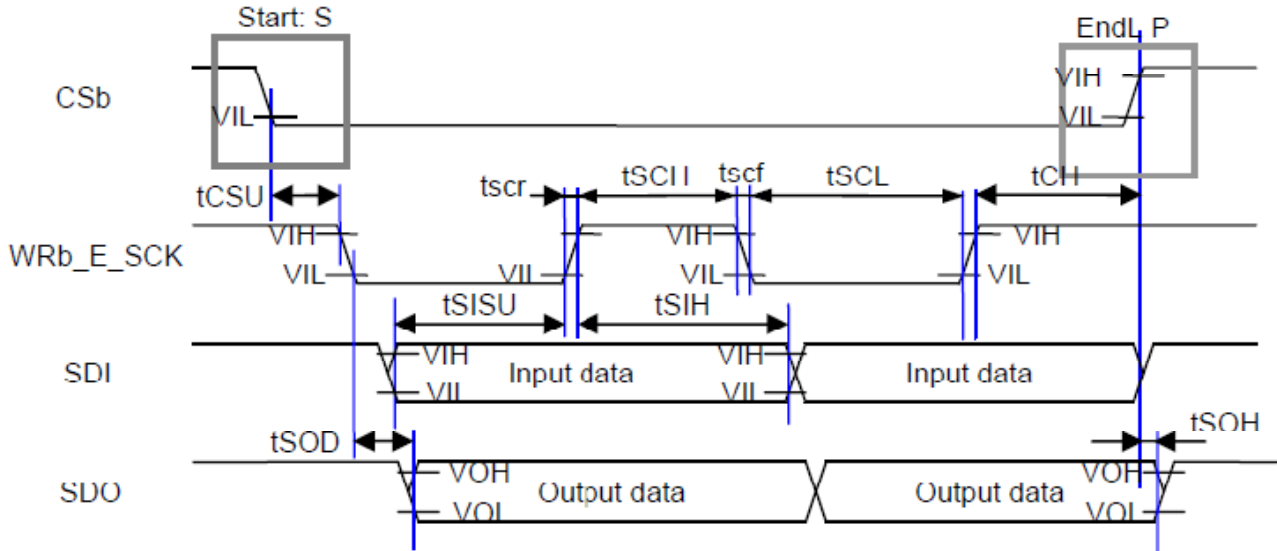 Start: S
EndL P
CSb
VIH
VIL
VIL
tCSU
tscr
tSCH
tscf
tSCL
tCH
WRb_E_SCK
VIH
VIH
VIH
VIL
VIL
VIL
VIL
tSISU
tSIH
SDI
VIH
Input data
VIH
Input data
VIL
VIL
tSOD
tSOH
SDO
VOH
Output data
Output data
VOH
VOL
VOL